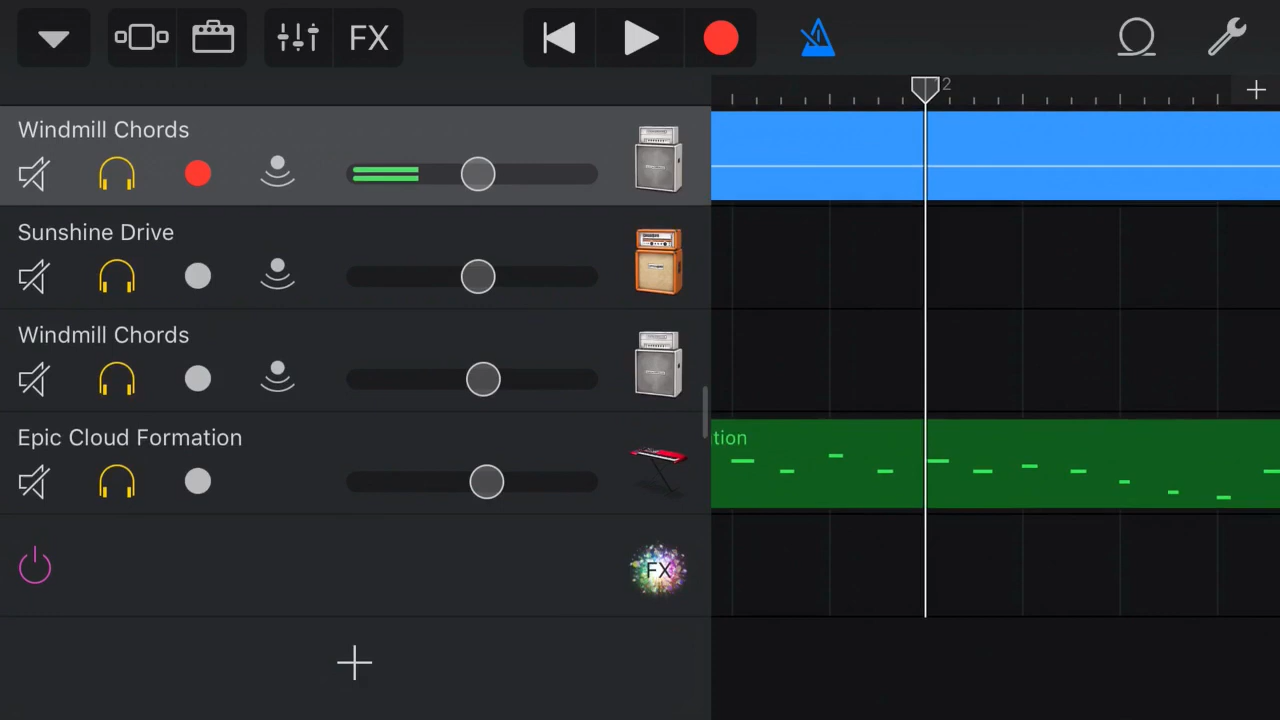 FX
2
Windmill Chords
Sunshine Drive
Windmill Chords
Epic Cloud Formation
tion
FX